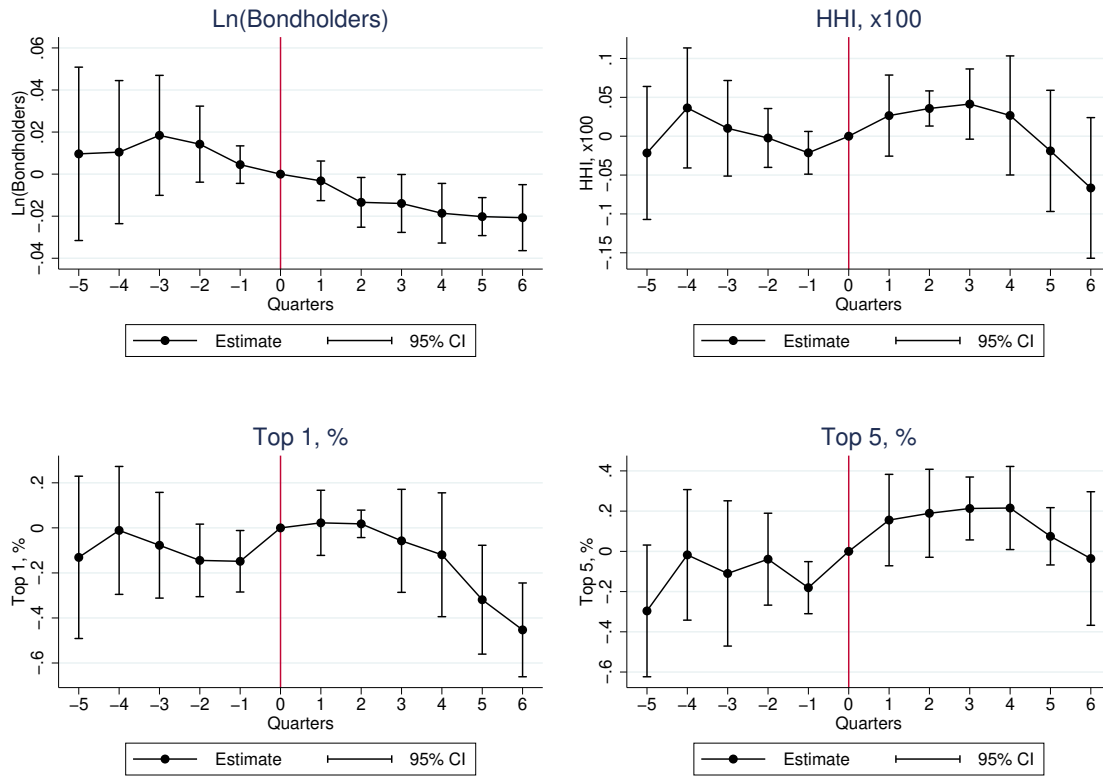 Ln(Bondholders)
Ln(Bondholders)
.06
.04
.02
0
−.02
−.04
−5 −4 −3 −2 −1 0 1 2 3 4 5 6
Quarters
Estimate 95% CI
HHI, x100
HHI, x100
.1
.05
0
−.05
−.1
−.15
−5 −4 −3 −2 −1 0 1 2 3 4 5 6
Quarters
Estimate 95% CI
Top 1, %
Top 1, %
.2
0
−.2
−.4
−.6
−5 −4 −3 −2 −1 0 1 2 3 4 5 6
Quarters
Estimate 95% CI
Top 5, %
Top 5, %
.4
.2
0
−.2
−.4
−.6
−5 −4 −3 −2 −1 0 1 2 3 4 5 6
Quarters
Estimate 95% CI